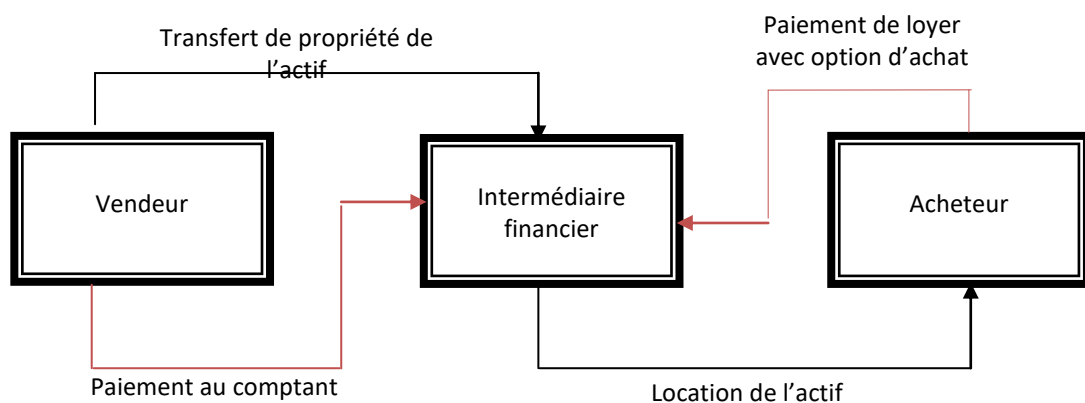 Transfert de propriété de
l’actif
Paiement de loyer
avec option d’achat
Vendeur
Intermédiaire
financier
Acheteur
Paiement au comptant
Location de l’actif